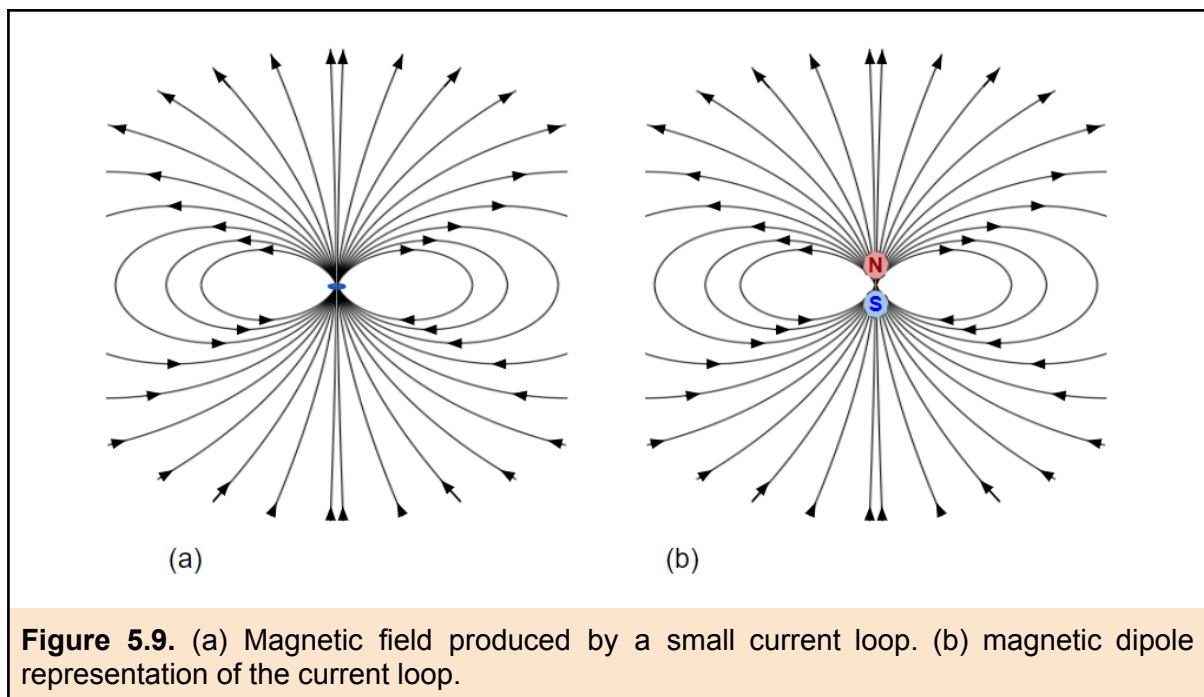 N
S
(a)
(b)
Figure 5.9. (a) Magnetic field produced by a small current loop. (b) magnetic dipole
representation of the current loop.